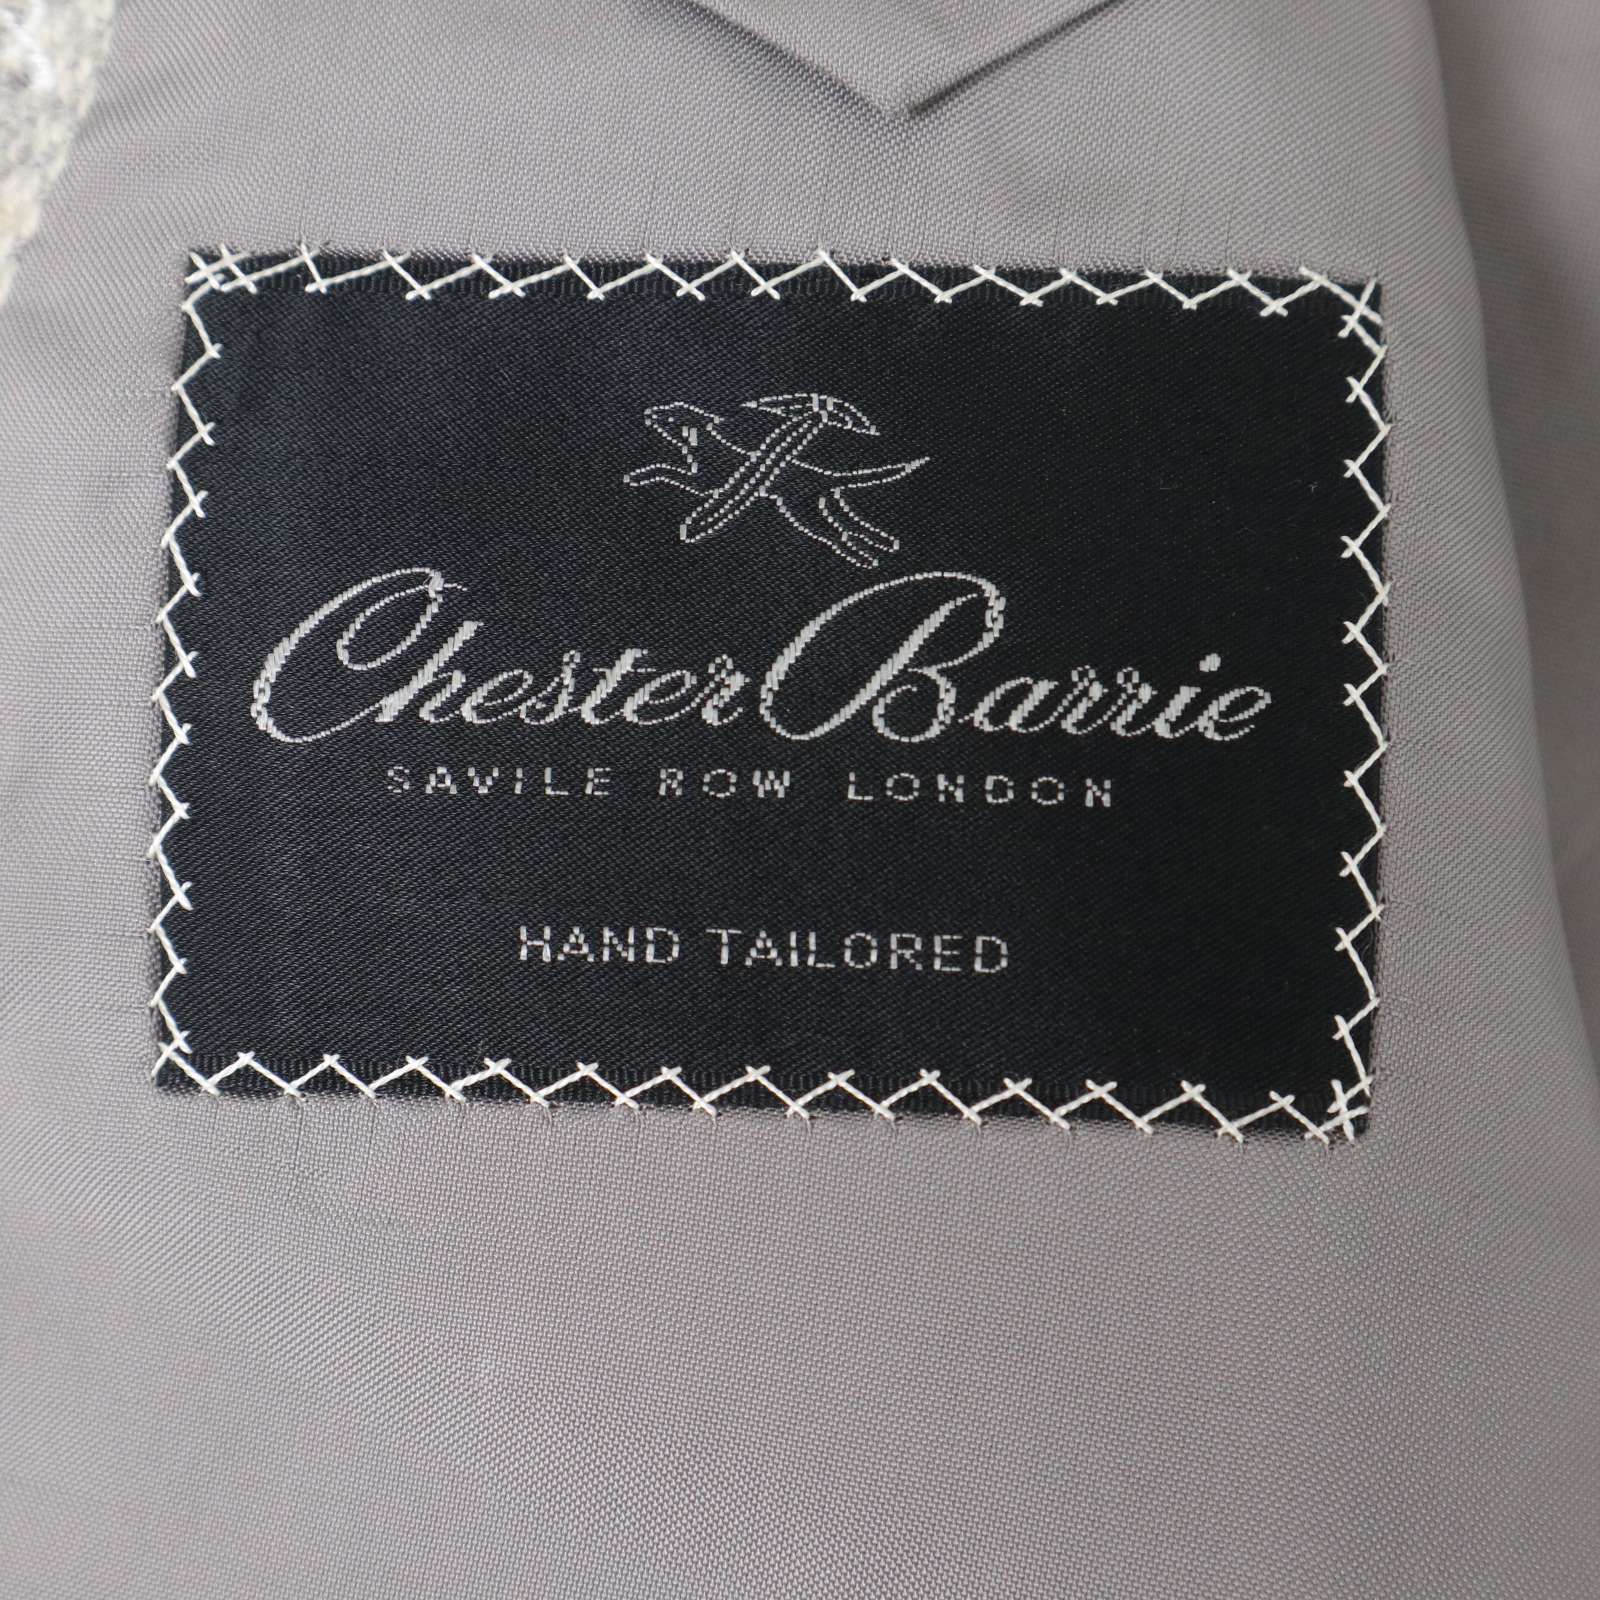 Chester Barrie
SAVILE ROW LONDON
HAND TAILORED